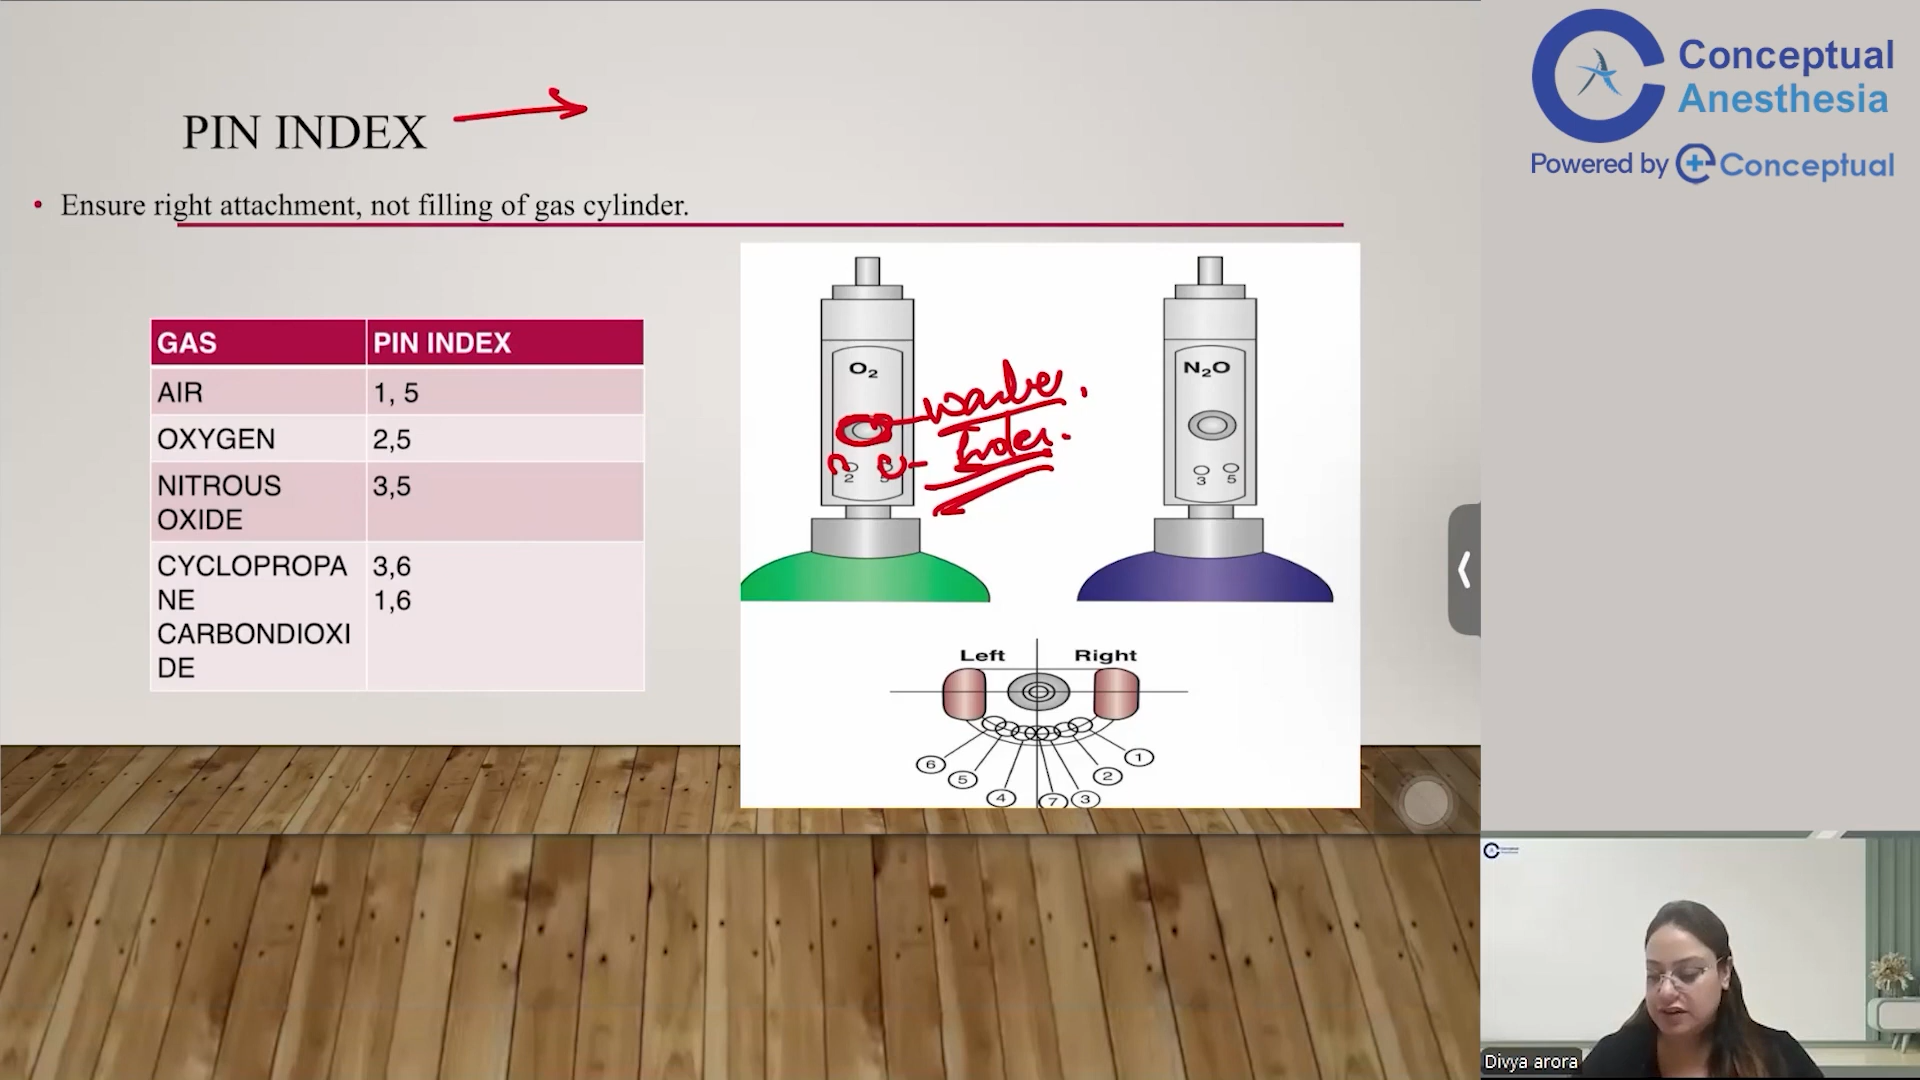 Conceptual
Anesthesia
Powered by Conceptual
PIN INDEX
• Ensure right attachment, not filling of gas cylinder.
GAS PIN INDEX
AIR 1, 5
OXYGEN 2,5
NITROUS
OXIDE 3,5
CYCLOPROPA 3,6
NE 1,6
CARBONDIOXI
DE
O₂
2 5
N₂O
3 5
Index.
Left Right
6 5 4 7 3 2 1
Divya arora